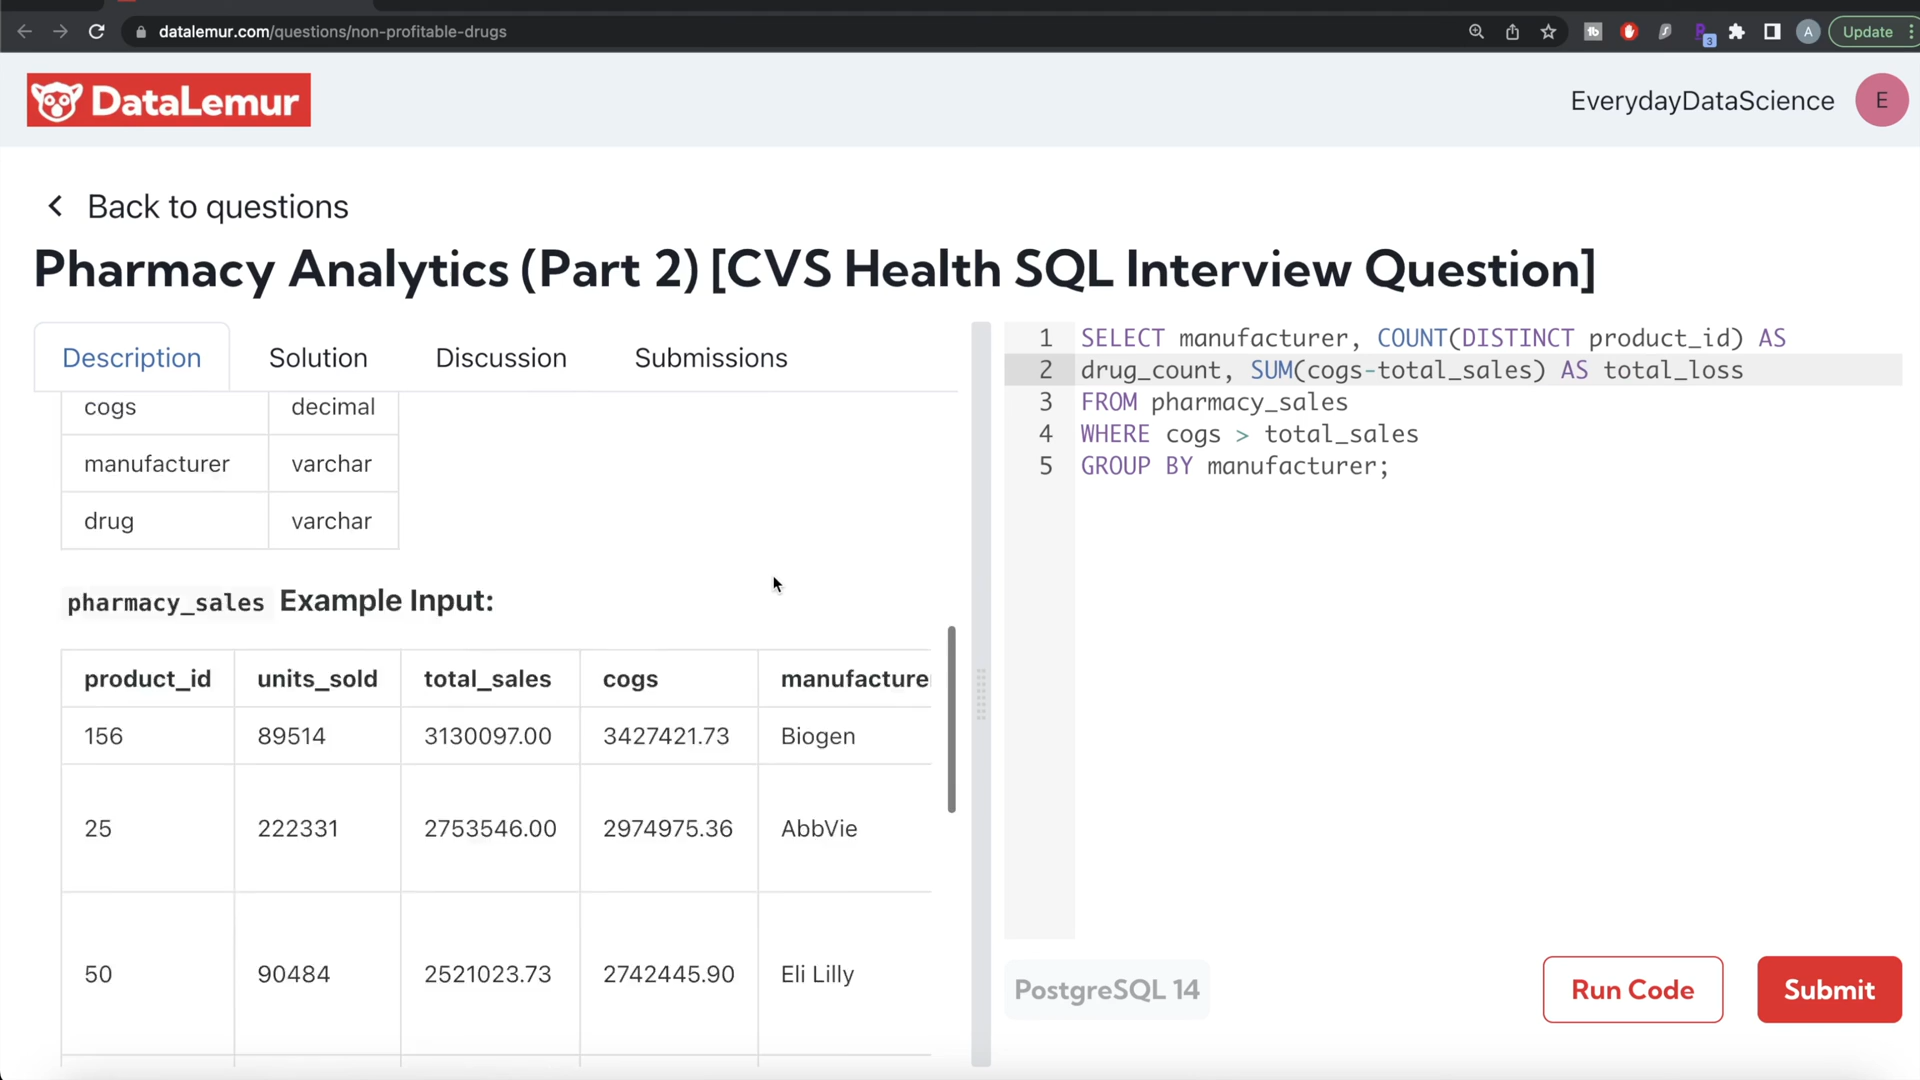 datalemur.com/questions/non-profitable-drugs
3
A
Update
DataLemur
EverydayDataScience
E
Back to questions
Pharmacy Analytics (Part 2) [CVS Health SQL Interview Question]
Description
Solution
Discussion
Submissions
cogs decimal
manufacturer varchar
drug varchar
pharmacy_sales Example Input:
product_id units_sold total_sales cogs manufacture
156 89514 3130097.00 3427421.73 Biogen
25 222331 2753546.00 2974975.36 AbbVie
50 90484 2521023.73 2742445.90 Eli Lilly
1 SELECT manufacturer, COUNT(DISTINCT product_id) AS
2 drug_count, SUM(cogs-total_sales) AS total_loss
3 FROM pharmacy_sales
4 WHERE cogs > total_sales
5 GROUP BY manufacturer;
PostgreSQL 14
Run Code
Submit